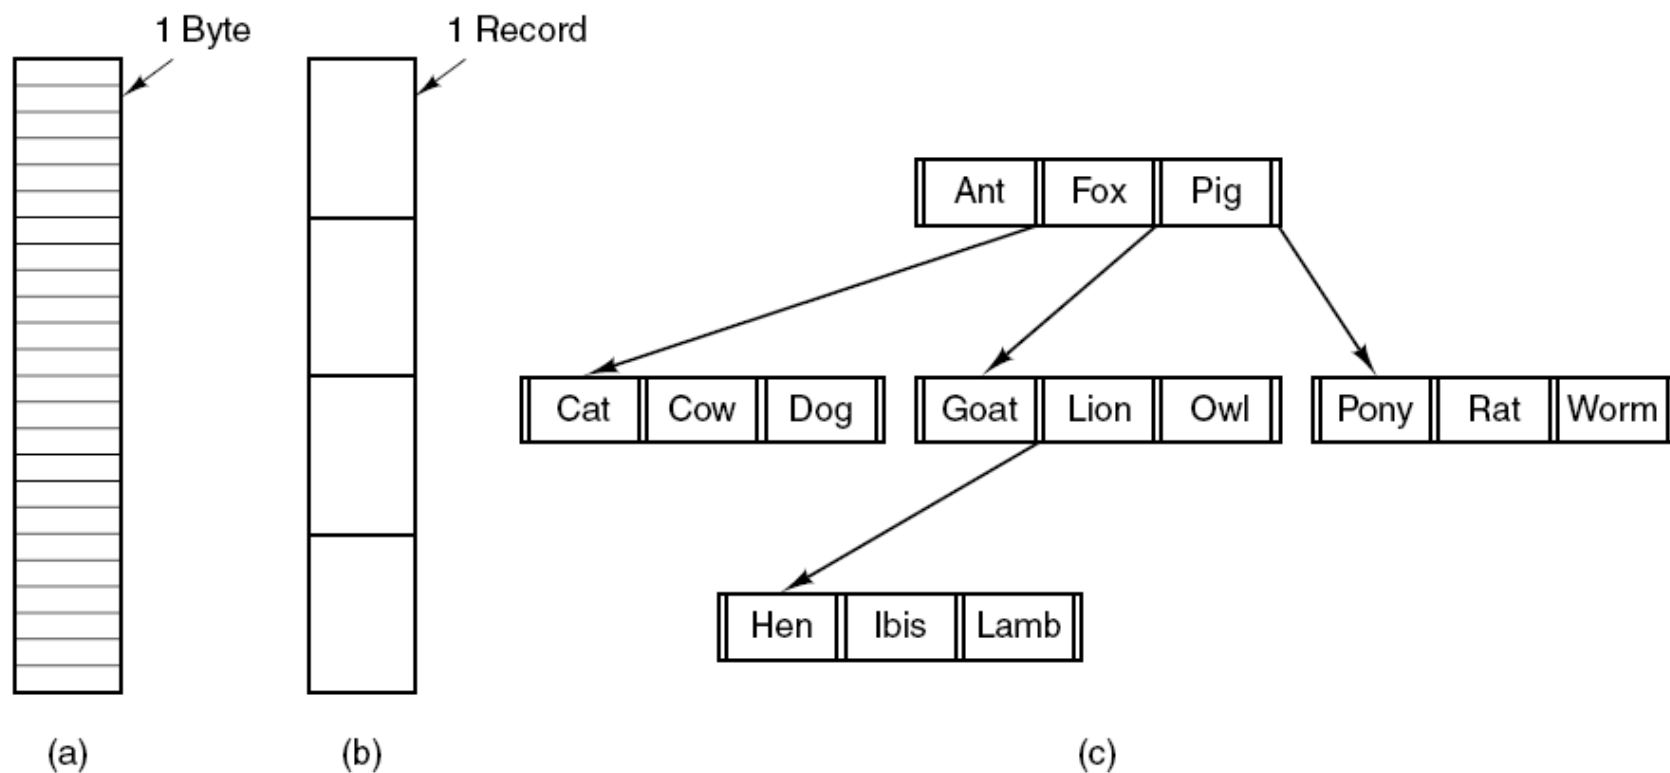 1 Byte
1 Record
Ant Fox Pig
Cat Cow Dog Goat Lion Owl Pony Rat Worm
Hen Ibis Lamb
(a) (b) (c)